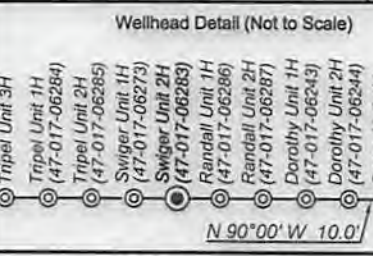 Wellhead Detail (Not to Scale)
Tripel Unit 3H
Tripel Unit 1H
(47-017-06284)
Tripel Unit 2H
(47-017-06285)
Swiger Unit 1H
(47-017-06273)
Swiger Unit 2H
(47-017-06283)
Randall Unit 1H
(47-017-06286)
Randall Unit 2H
(47-017-06287)
Dorothy Unit 1H
(47-017-06243)
Dorothy Unit 2H
(47-017-06244)
N 90°00' W 10.0'